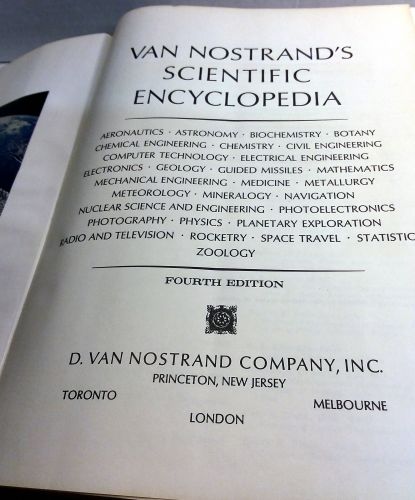 VAN NOSTRAND'S
SCIENTIFIC
ENCYCLOPEDIA
AERONAUTICS · ASTRONOMY · BIOCHEMISTRY · BOTANY
CHEMICAL ENGINEERING · CHEMISTRY · CIVIL ENGINEERING
COMPUTER TECHNOLOGY · ELECTRICAL ENGINEERING
ELECTRONICS · GEOLOGY · GUIDED MISSILES · MATHEMATICS
MECHANICAL ENGINEERING · MEDICINE · METALLURGY
METEOROLOGY · MINERALOGY · NAVIGATION
NUCLEAR SCIENCE AND ENGINEERING · PHOTOELECTRONICS
PHOTOGRAPHY · PHYSICS · PLANETARY EXPLORATION
RADIO AND TELEVISION · ROCKETRY · SPACE TRAVEL · STATISTIC
ZOOLOGY
FOURTH EDITION
D. VAN NOSTRAND COMPANY, INC.
PRINCETON, NEW JERSEY
TORONTO
MELBOURNE
LONDON